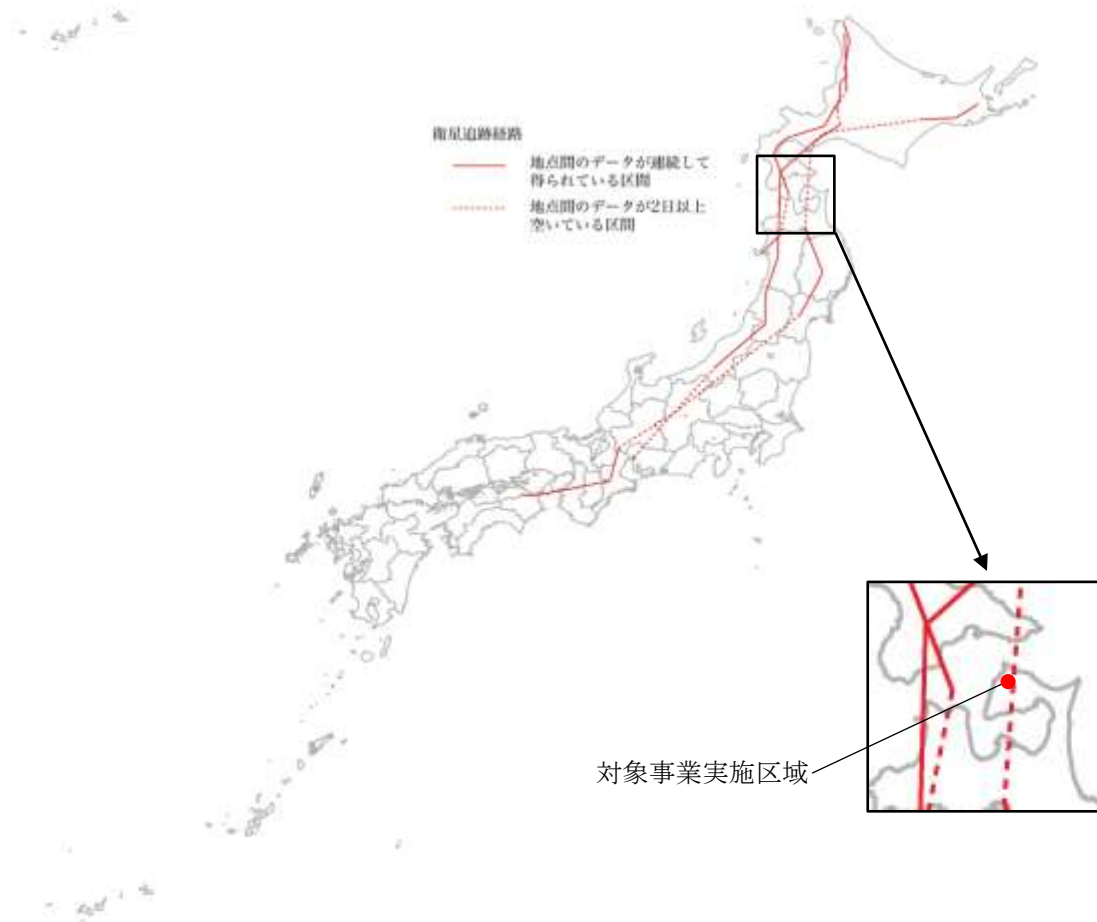 衛星追跡経路
地点間のデータが連続して
得られている区間
地点間のデータが2日以上
空いている区間
対象事業実施区域